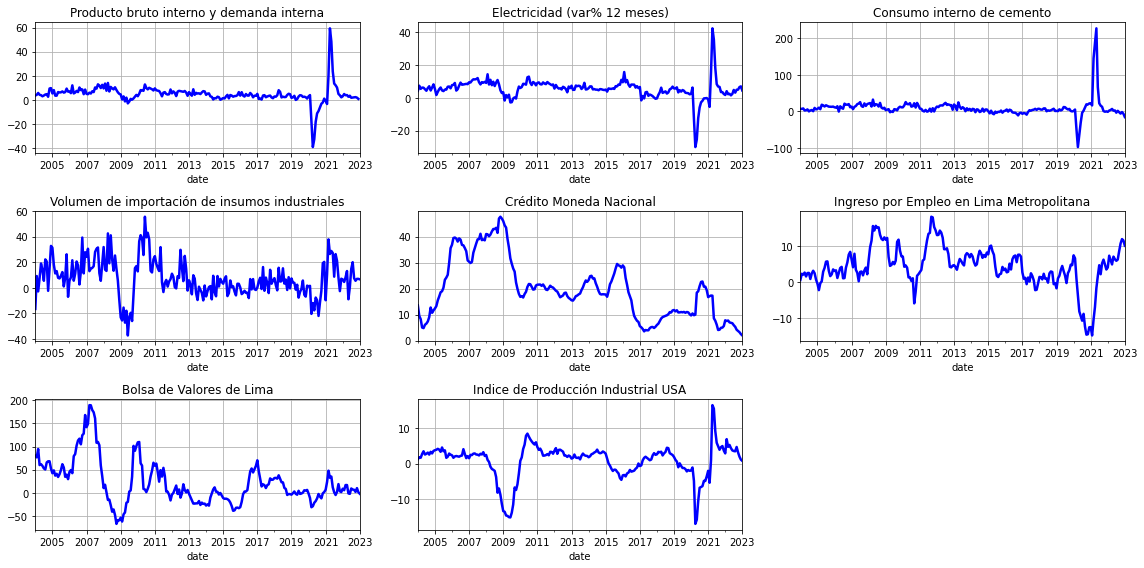 Producto bruto interno y demanda interna
60
40
20
0
−20
−40
2005 2007 2009 2011 2013 2015 2017 2019 2021 2023
date
Electricidad (var% 12 meses)
40
20
0
−20
2005 2007 2009 2011 2013 2015 2017 2019 2021 2023
date
Consumo interno de cemento
200
100
0
−100
2005 2007 2009 2011 2013 2015 2017 2019 2021 2023
date
Volumen de importación de insumos industriales
60
40
20
0
−20
−40
2005 2007 2009 2011 2013 2015 2017 2019 2021 2023
date
Crédito Moneda Nacional
40
30
20
10
0
2005 2007 2009 2011 2013 2015 2017 2019 2021 2023
date
Ingreso por Empleo en Lima Metropolitana
10
0
−10
2005 2007 2009 2011 2013 2015 2017 2019 2021 2023
date
Bolsa de Valores de Lima
200
150
100
50
0
−50
2005 2007 2009 2011 2013 2015 2017 2019 2021 2023
date
Indice de Producción Industrial USA
10
0
−10
2005 2007 2009 2011 2013 2015 2017 2019 2021 2023
date